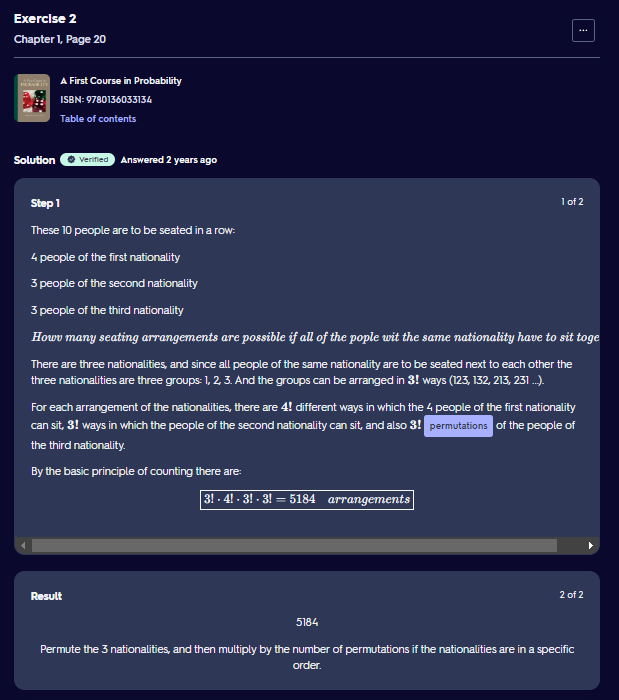 Exercise 2
...
Chapter 1, Page 20
A First Course in Probability
ISBN: 9780136033134
Table of contents
Solution Verified Answered 2 years ago
Step 1
1 of 2
These 10 people are to be seated in a row:
4 people of the first nationality
3 people of the second nationality
3 people of the third nationality
Howv many seating arrangements are possible if all of the pople wit the same nationality have to sit toge
There are three nationalities, and since all people of the same nationality are to be seated next to each other the
three nationalities are three groups: 1, 2, 3. And the groups can be arranged in 3! ways (123, 132, 213, 231 ...).
For each arrangement of the nationalities, there are 4! different ways in which the 4 people of the first nationality
can sit, 3! ways in which the people of the second nationality can sit, and also 3! permutations of the people of
the third nationality.
By the basic principle of counting there are:
3! · 4! · 3! · 3! = 5184 arrangements
Result
2 of 2
5184
Permute the 3 nationalities, and then multiply by the number of permutations if the nationalities are in a specific
order.